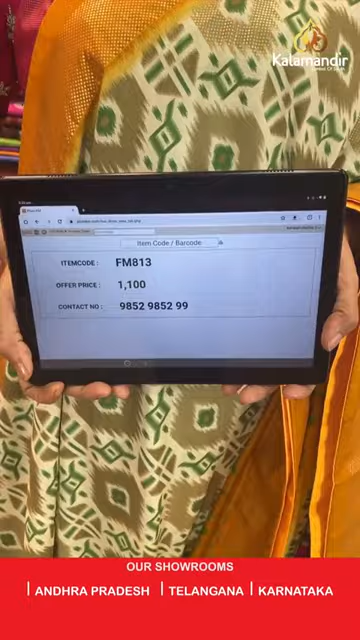 Kalamandir
Item Code / Barcode
ITEMCODE : FM813
OFFER PRICE : 1,100
CONTACT NO : 9852 9852 99
OUR SHOWROOMS
| ANDHRA PRADESH | TELANGANA | KARNATAKA